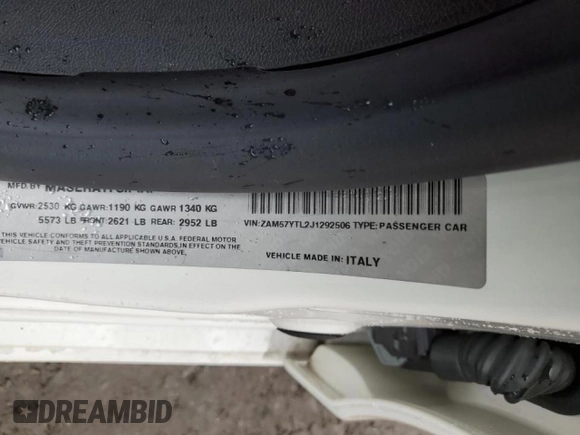 MFD.BY MASERATI S.P.A.
GVWR: 2530 KG GAWR: 1190 KG GAWR 1340 KG
5573 LB FRONT 2621 LB REAR: 2952 LB
THIS VEHICLE CONFORMS TO ALL APPLICABLE U.S.A. FEDERAL MOTOR
VEHICLE SAFETY AND THEFT PREVENTION STANDARDS,IN EFFECT ON THE
DATE OF MANUFACTURE SHOWN ABOVE.
VIN: ZAM57YTL2J1292506 TYPE: PASSENGER CAR
VEHICLE MADE IN: ITALY
DREAMBID